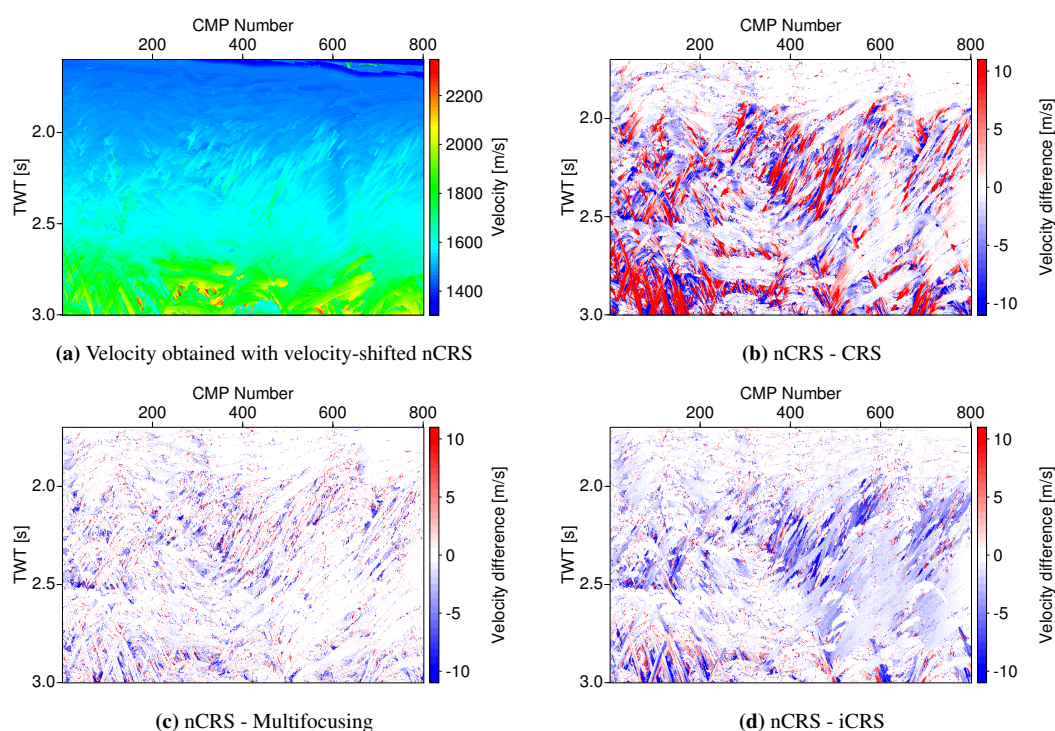 CMP Number
200 400 600 800
TWT [s]
2.0
2.5
3.0
2200
2000
1800
1600
1400
Velocity [m/s]
(a) Velocity obtained with velocity-shifted nCRS
CMP Number
200 400 600 800
TWT [s]
2.0
2.5
3.0
10
5
0
-5
-10
Velocity difference [m/s]
(b) nCRS - CRS
CMP Number
200 400 600 800
TWT [s]
2.0
2.5
3.0
10
5
0
-5
-10
Velocity difference [m/s]
(c) nCRS - Multifocusing
CMP Number
200 400 600 800
TWT [s]
2.0
2.5
3.0
10
5
0
-5
-10
Velocity difference [m/s]
(d) nCRS - iCRS